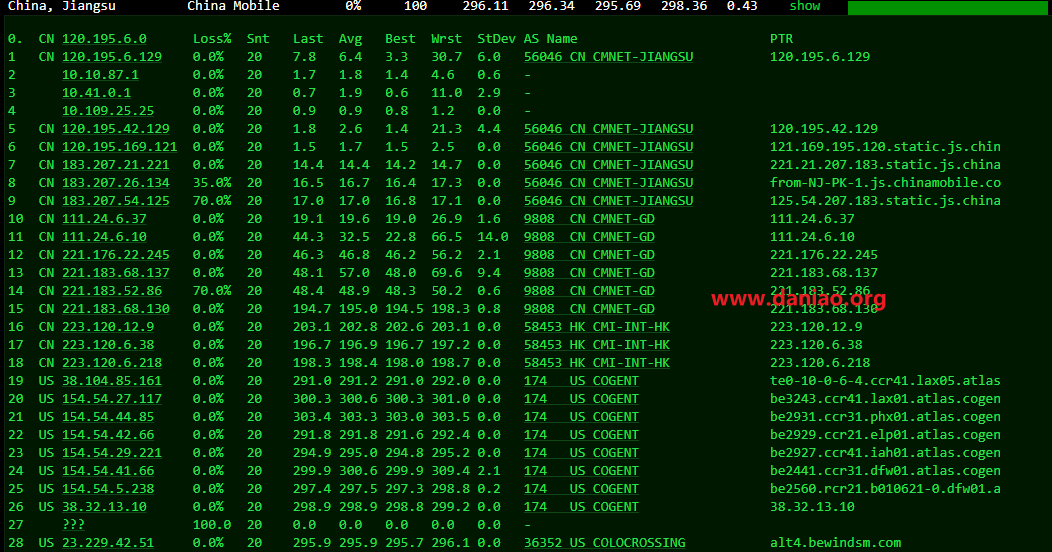 China, Jiangsu China Mobile 0% 100 296.11 296.34 295.69 298.36 0.43 show
0. CN 120.195.6.0 Loss% Snt Last Avg Best Wrst StDev AS Name PTR
1 CN 120.195.6.129 0.0% 20 7.8 6.4 3.3 30.7 6.0 56046 CN CMNET-JIANGSU 120.195.6.129
2 10.10.87.1 0.0% 20 1.7 1.8 1.4 4.6 0.6 -
3 10.41.0.1 0.0% 20 0.7 1.9 0.6 11.0 2.9 -
4 10.109.25.25 0.0% 20 0.9 0.9 0.8 1.2 0.0 -
5 CN 120.195.42.129 0.0% 20 1.8 2.6 1.4 21.3 4.4 56046 CN CMNET-JIANGSU 120.195.42.129
6 CN 120.195.169.121 0.0% 20 1.5 1.7 1.5 2.5 0.0 56046 CN CMNET-JIANGSU 121.169.195.120.static.js.chin
7 CN 183.207.21.221 0.0% 20 14.4 14.4 14.2 14.7 0.0 56046 CN CMNET-JIANGSU 221.21.207.183.static.js.china
8 CN 183.207.26.134 35.0% 20 16.5 16.7 16.4 17.3 0.0 56046 CN CMNET-JIANGSU from-NJ-PK-1.js.chinamobile.co
9 CN 183.207.54.125 70.0% 20 17.0 17.0 16.8 17.1 0.0 56046 CN CMNET-JIANGSU 125.54.207.183.static.js.china
10 CN 111.24.6.37 0.0% 20 19.1 19.6 19.0 26.9 1.6 9808 CN CMNET-GD 111.24.6.37
11 CN 111.24.6.10 0.0% 20 44.3 32.5 22.8 66.5 14.0 9808 CN CMNET-GD 111.24.6.10
12 CN 221.176.22.245 0.0% 20 46.3 46.8 46.2 56.2 2.1 9808 CN CMNET-GD 221.176.22.245
13 CN 221.183.68.137 0.0% 20 48.1 57.0 48.0 69.6 9.4 9808 CN CMNET-GD 221.183.68.137
14 CN 221.183.52.86 70.0% 20 48.4 48.9 48.3 50.2 0.6 9808 CN CMNET-GD 221.183.52.86
www.daniao.org
15 CN 221.183.68.130 0.0% 20 194.7 195.0 194.5 198.3 0.8 9808 CN CMNET-GD 221.183.68.130
16 CN 223.120.12.9 0.0% 20 203.1 202.8 202.6 203.1 0.0 58453 HK CMI-INT-HK 223.120.12.9
17 CN 223.120.6.38 0.0% 20 196.7 196.9 196.7 197.2 0.0 58453 HK CMI-INT-HK 223.120.6.38
18 CN 223.120.6.218 0.0% 20 198.3 198.4 198.0 198.7 0.0 58453 HK CMI-INT-HK 223.120.6.218
19 US 38.104.85.161 0.0% 20 291.0 291.2 291.0 292.0 0.0 174 US COGENT te0-10-0-6-4.ccr41.lax05.atlas
20 US 154.54.27.117 0.0% 20 300.3 300.6 300.3 301.0 0.0 174 US COGENT be3243.ccr41.lax01.atlas.cogen
21 US 154.54.44.85 0.0% 20 303.4 303.3 303.0 303.5 0.0 174 US COGENT be2931.ccr31.phx01.atlas.cogen
22 US 154.54.42.66 0.0% 20 291.8 291.8 291.6 292.4 0.0 174 US COGENT be2929.ccr21.elp01.atlas.cogen
23 US 154.54.29.221 0.0% 20 294.9 295.0 294.8 295.2 0.0 174 US COGENT be2927.ccr41.iah01.atlas.cogen
24 US 154.54.41.66 0.0% 20 299.9 300.6 299.9 309.4 2.1 174 US COGENT be2441.ccr31.dfw01.atlas.cogen
25 US 154.54.5.238 0.0% 20 297.4 297.5 297.3 298.8 0.2 174 US COGENT be2560.rcr21.b010621-0.dfw01.a
26 US 38.32.13.10 0.0% 20 298.9 298.9 298.8 299.2 0.0 174 US COGENT 38.32.13.10
27 ??? 100.0 20 0.0 0.0 0.0 0.0 0.0 -
28 US 23.229.42.51 0.0% 20 295.9 295.9 295.7 296.1 0.0 36352 US COLOCROSSING alt4.bewindsm.com